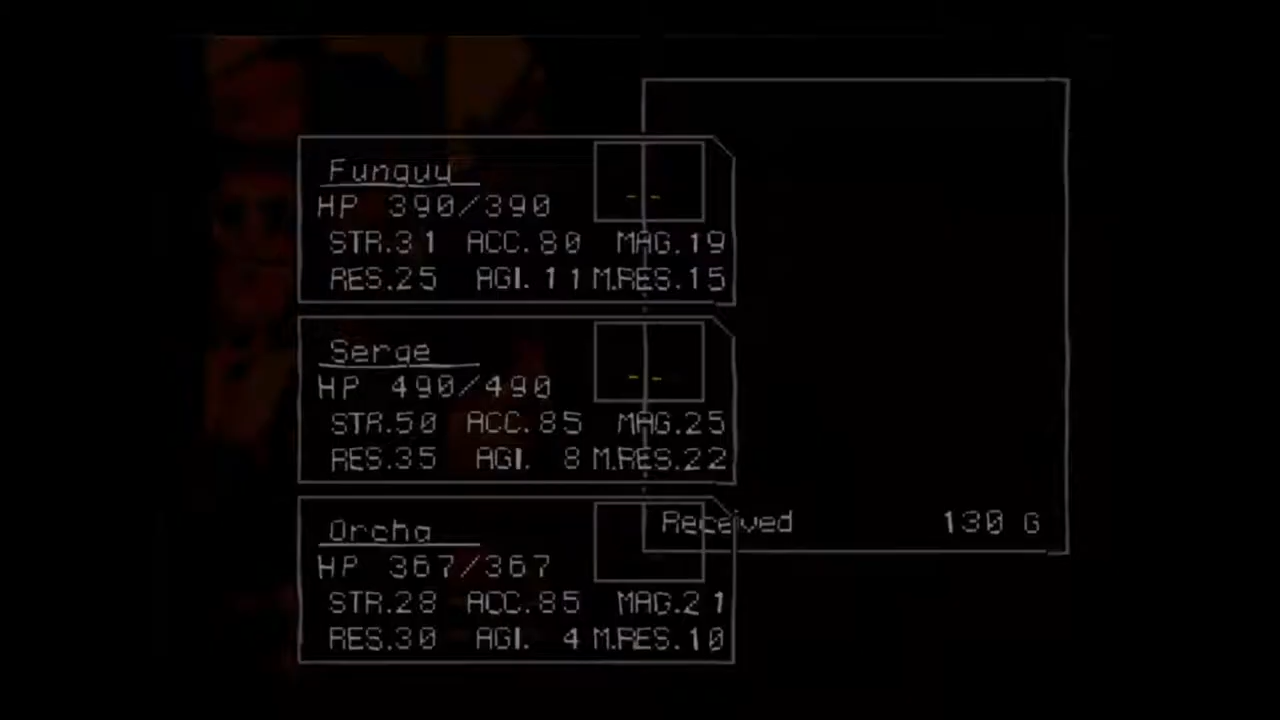 Funguy
HP 390/390
STR.31 ACC.80 MAG.19
RES.25 AGI.11 M.RES.15
Serge
HP 490/490
STR.50 ACC.85 MAG.25
RES.35 AGI. 8 M.RES.22
Orcha
Received 130 G
HP 367/367
STR.28 ACC.85 MAG.21
RES.30 AGI. 4 M.RES.10